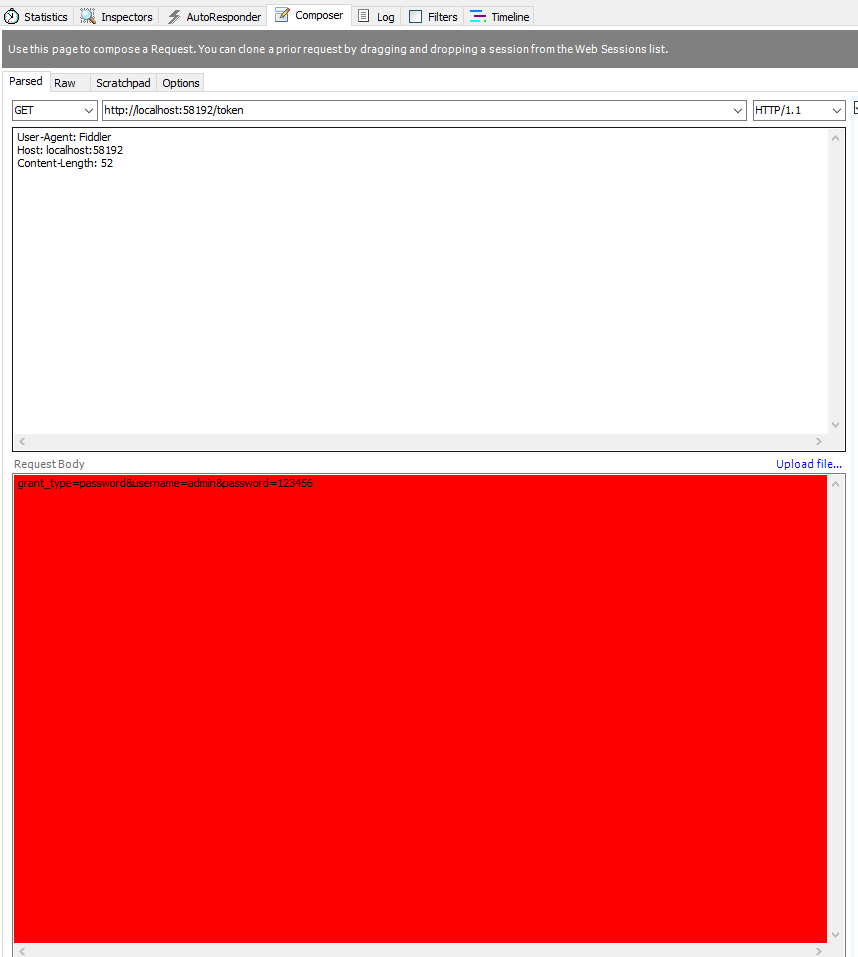 Statistics Inspectors AutoResponder Composer Log Filters Timeline
Use this page to compose a Request. You can clone a prior request by dragging and dropping a session from the Web Sessions list.
Parsed Raw Scratchpad Options
GET http://localhost:58192/token HTTP/1.1
User-Agent: Fiddler
Host: localhost:58192
Content-Length: 52
Request Body Upload file...
grant_type=password&username=admin&password=123456